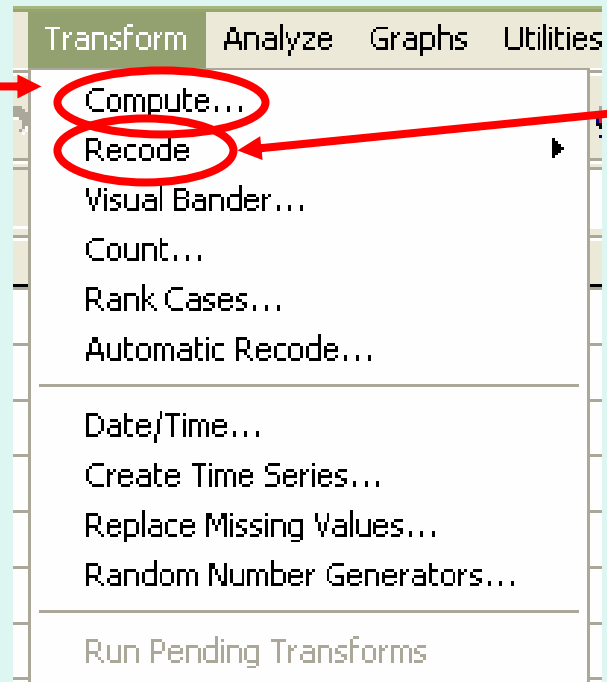 Transform Analyze Graphs Utilities
Compute...
Recode
Visual Bander...
Count...
Rank Cases...
Automatic Recode...
Date/Time...
Create Time Series...
Replace Missing Values...
Random Number Generators...
Run Pending Transforms